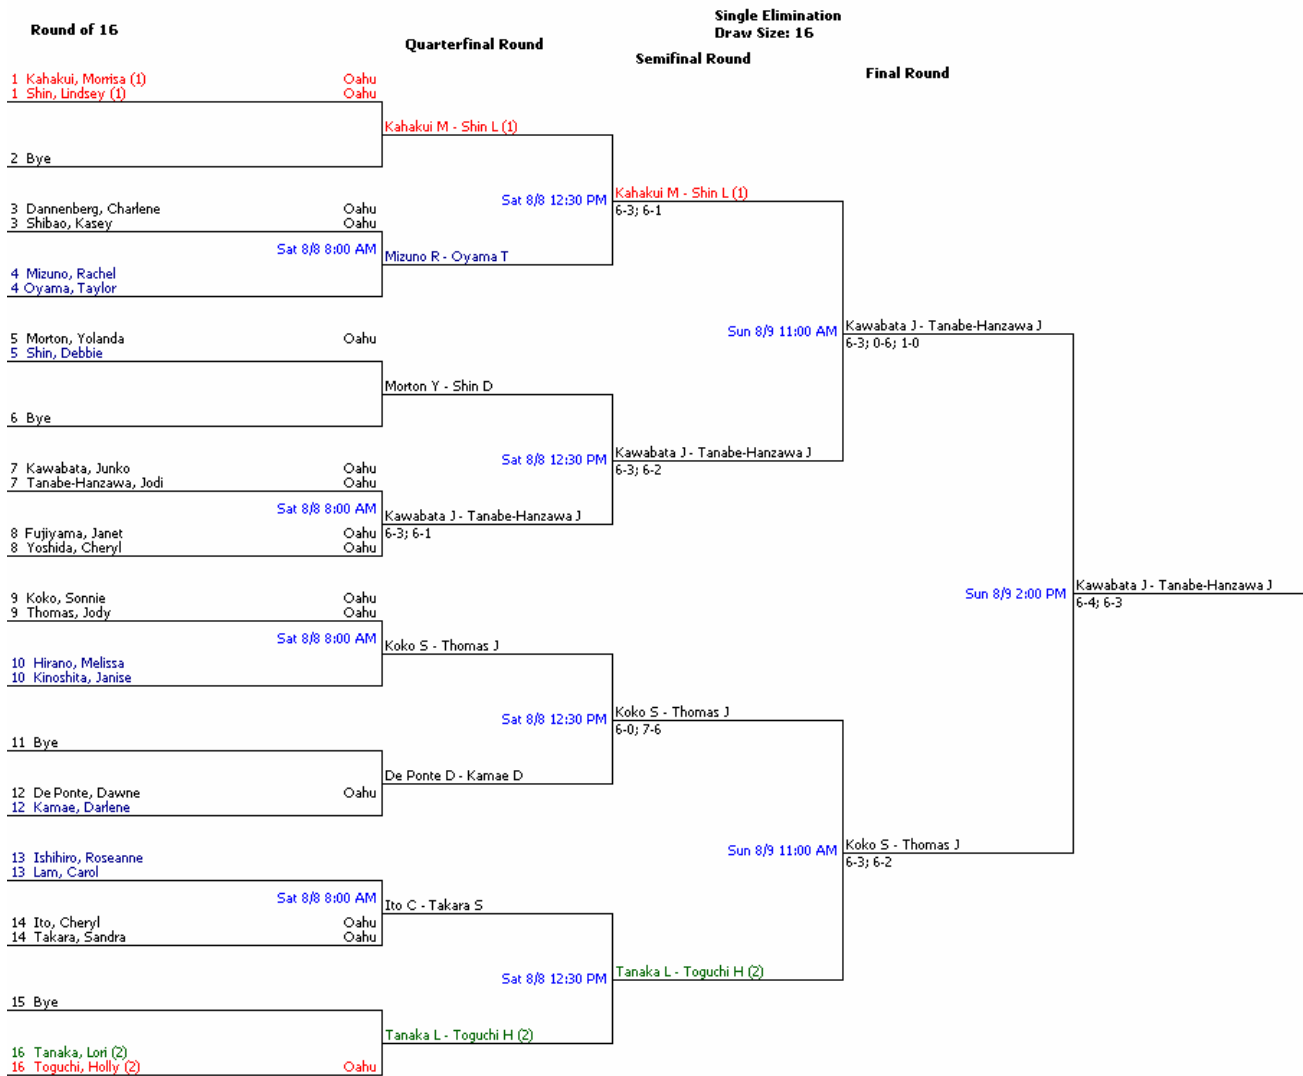 Single Elimination
Draw Size: 16
Round of 16
Quarterfinal Round
Semifinal Round
Final Round
1 Kahakui, Morrisa (1) Oahu
1 Shin, Lindsey (1) Oahu
Kahakui M - Shin L (1)
2 Bye
Sat 8/8 12:30 PM
Kahakui M - Shin L (1)
6-3; 6-1
3 Dannenberg, Charlene Oahu
3 Shibao, Kasey Oahu
Sat 8/8 8:00 AM
Mizuno R - Oyama T
4 Mizuno, Rachel
4 Oyama, Taylor
Sun 8/9 11:00 AM
Kawabata J - Tanabe-Hanzawa J
6-3; 0-6; 1-0
5 Morton, Yolanda Oahu
5 Shin, Debbie
Morton Y - Shin D
6 Bye
Sat 8/8 12:30 PM
Kawabata J - Tanabe-Hanzawa J
6-3; 6-2
7 Kawabata, Junko Oahu
7 Tanabe-Hanzawa, Jodi Oahu
Sat 8/8 8:00 AM
Kawabata J - Tanabe-Hanzawa J
6-3; 6-1
8 Fujiyama, Janet Oahu
8 Yoshida, Cheryl Oahu
Sun 8/9 2:00 PM
Kawabata J - Tanabe-Hanzawa J
6-4; 6-3
9 Koko, Sonnie Oahu
9 Thomas, Jody Oahu
Sat 8/8 8:00 AM
Koko S - Thomas J
10 Hirano, Melissa
10 Kinoshita, Janise
Sat 8/8 12:30 PM
Koko S - Thomas J
6-0; 7-6
11 Bye
De Ponte D - Kamae D
12 De Ponte, Dawne Oahu
12 Kamae, Darlene
Sun 8/9 11:00 AM
Koko S - Thomas J
6-3; 6-2
13 Ishihiro, Roseanne
13 Lam, Carol
Sat 8/8 8:00 AM
Ito C - Takara S
14 Ito, Cheryl Oahu
14 Takara, Sandra Oahu
Sat 8/8 12:30 PM
Tanaka L - Toguchi H (2)
15 Bye
Tanaka L - Toguchi H (2)
16 Tanaka, Lori (2)
16 Toguchi, Holly (2) Oahu